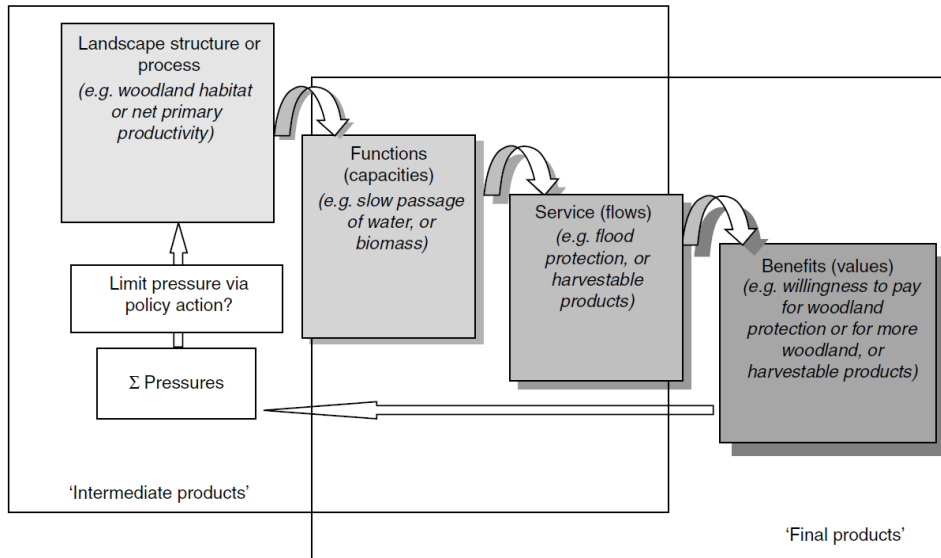 Landscape structure or
process
(e.g. woodland habitat
or net primary
productivity)
Functions
(capacities)
(e.g. slow passage
of water, or
biomass)
Service (flows)
(e.g. flood
protection, or
harvestable
products)
Benefits (values)
(e.g. willingness to pay
for woodland
protection or for more
woodland, or
harvestable products)
Limit pressure via
policy action?
Σ Pressures
‘Intermediate products’
‘Final products’